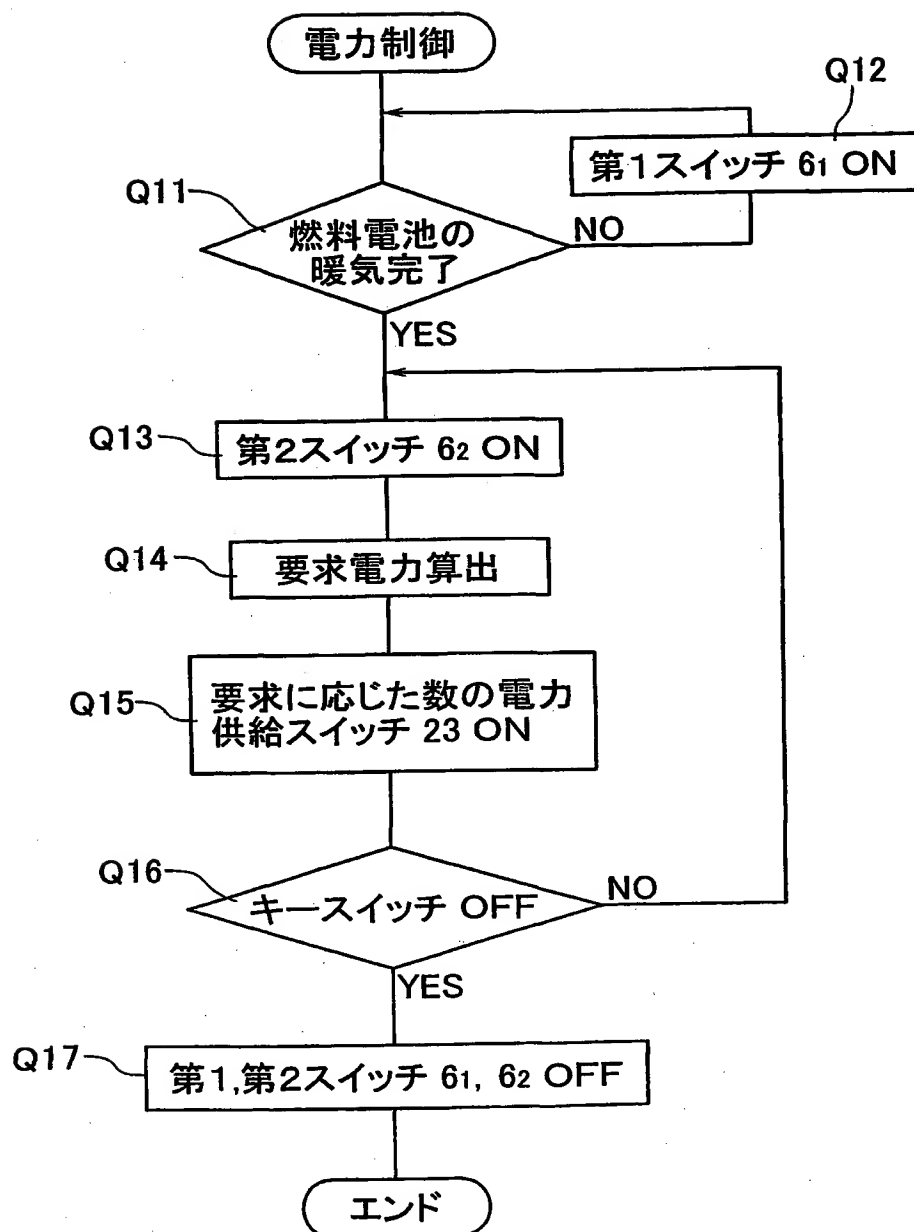 電力制御
Q12
第1スイッチ 6₁ ON
Q11
燃料電池の
暖気完了
NO
YES
Q13
第2スイッチ 6₂ ON
Q14
要求電力算出
Q15
要求に応じた数の電力
供給スイッチ 23 ON
Q16
キースイッチ OFF
NO
YES
Q17
第1,第2スイッチ 6₁, 6₂ OFF
エンド